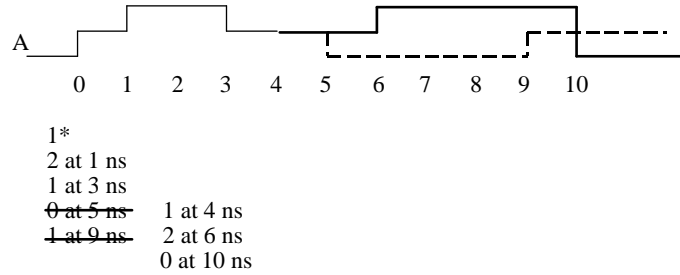 A
0 1 2 3 4 5 6 7 8 9 10
1*
2 at 1 ns
1 at 3 ns
0 at 5 ns 1 at 4 ns
1 at 9 ns 2 at 6 ns
0 at 10 ns